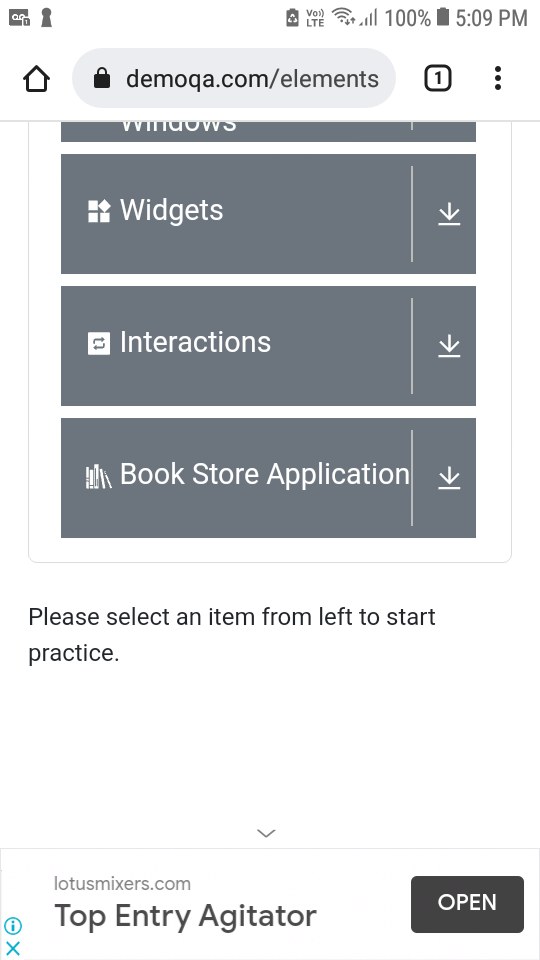 Vo))
LTE
100%
5:09 PM
demoqa.com/elements
1
Windows
Widgets
Interactions
Book Store Application
Please select an item from left to start
practice.
lotusmixers.com
Top Entry Agitator
OPEN